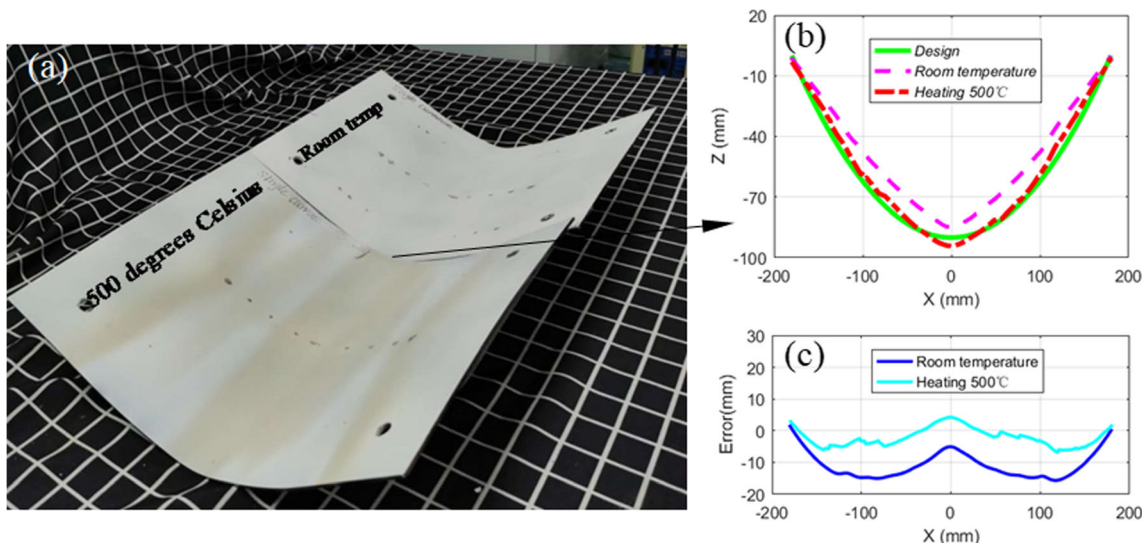 (a)
Room temp
500 degrees Celsius
(b)
Design
Room temperature
Heating 500℃
20
-10
-40
-70
-100
Z (mm)
-200 -100 0 100 200
X (mm)
(c)
Room temperature
Heating 500℃
30
20
10
0
-10
-20
Error(mm)
-200 -100 0 100 200
X (mm)